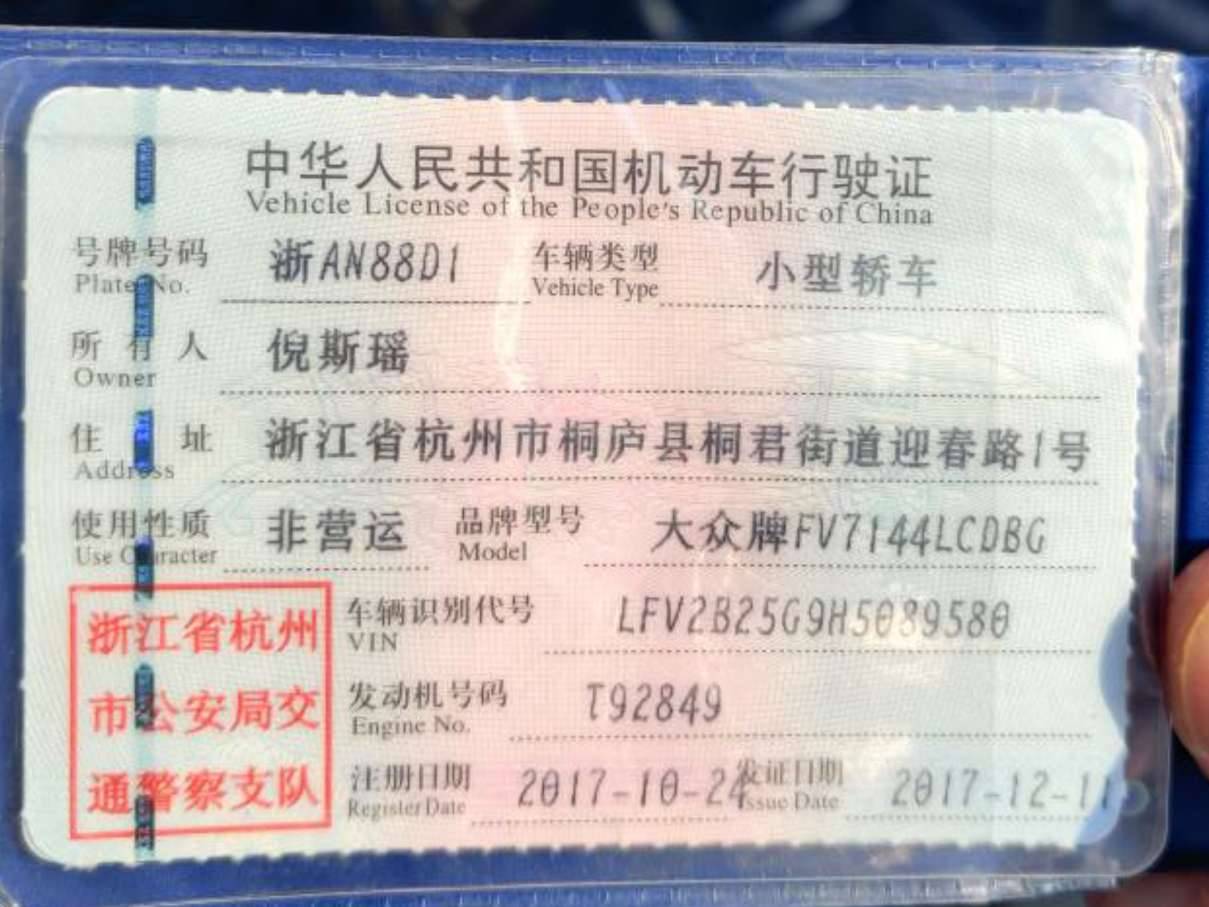 中华人民共和国机动车行驶证
Vehicle License of the People's Republic of China
号牌号码 浙AN88D1 车辆类型 小型轿车
Plate No. Vehicle Type
所有人 倪斯瑶
Owner
住址 浙江省杭州市桐庐县桐君街道迎春路1号
Address
使用性质 非营运 品牌型号 大众牌FV7144LCDBG
Use Character Model
浙江省杭州 车辆识别代号 LFV2B25G9H5089580
VIN
市公安局交 发动机号码 T92849
Engine No.
通警察支队 注册日期 2017-10-24 发证日期 2017-12-11
Register Date Issue Date